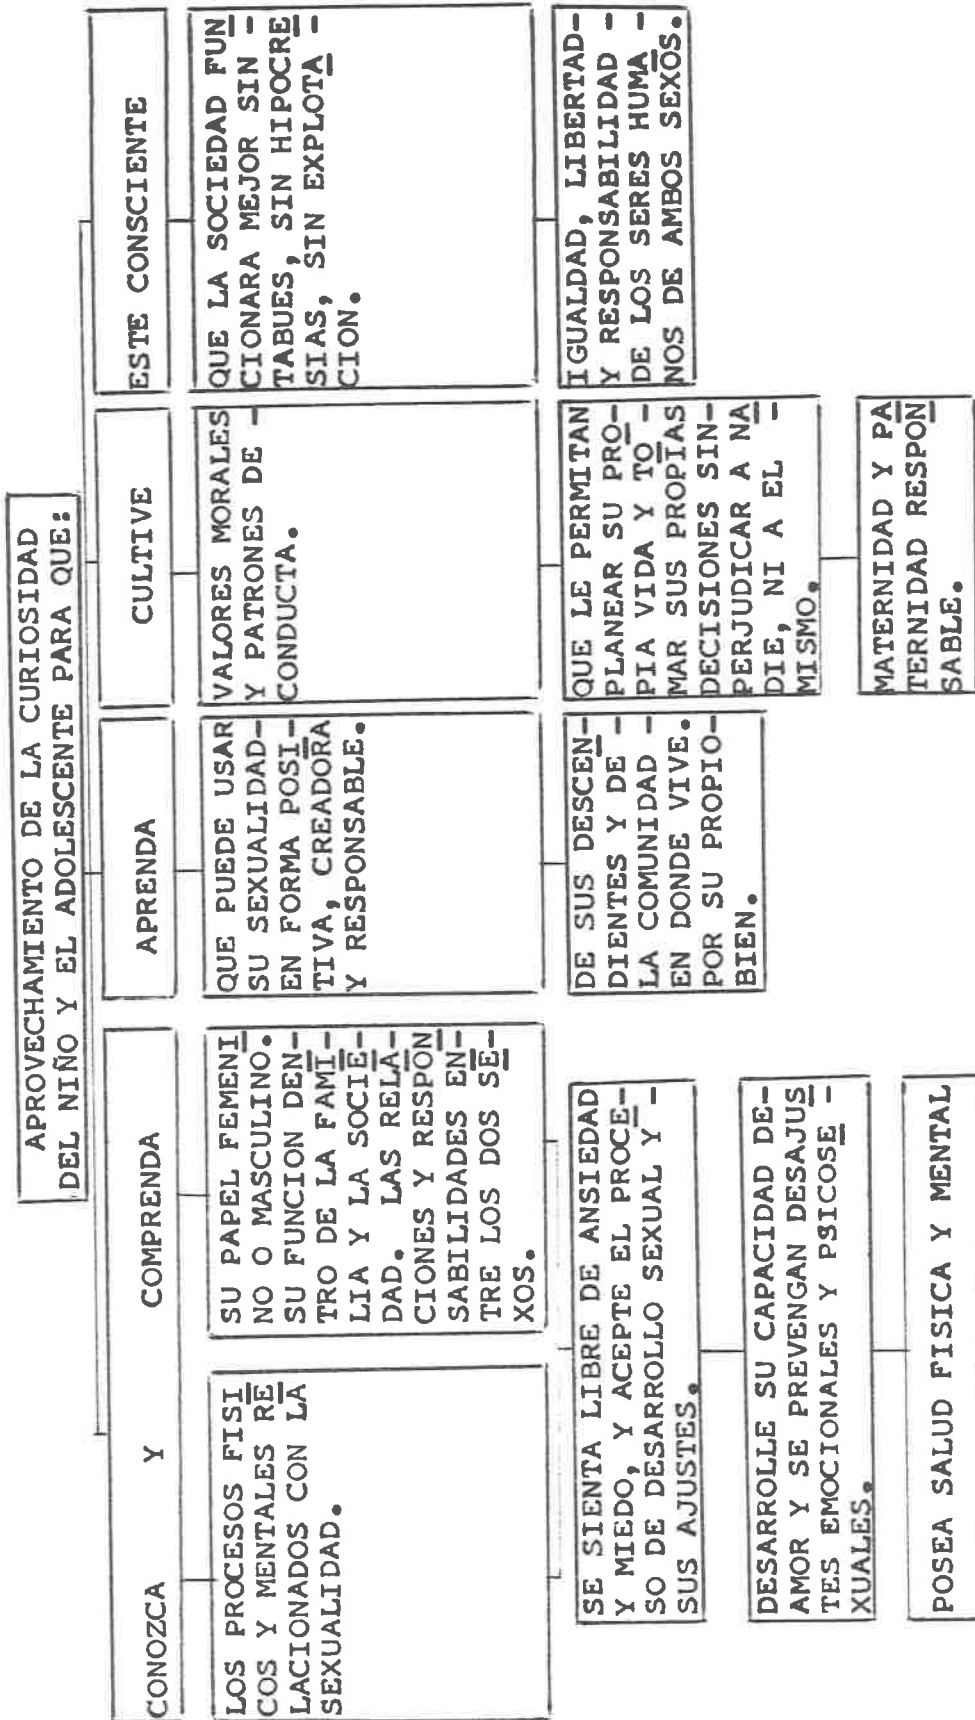 APROVECHAMIENTO DE LA CURIOSIDAD
DEL NIÑO Y EL ADOLESCENTE PARA QUE:
CONOZCA Y COMPRENDA
LOS PROCESOS FISI
COS Y MENTALES RE
LACIONADOS CON LA
SEXUALIDAD.
SU PAPEL FEMENI
NO O MASCULINO.
SU FUNCION DEN-
TRO DE LA FAMI-
LIA Y LA SOCIE-
DAD. LAS RELA-
CIONES Y RESPON
SABILIDADES EN-
TRE LOS DOS SE-
XOS.
SE SIENTA LIBRE DE ANSIEDAD
Y MIEDO, Y ACEPTE EL PROCE-
SO DE DESARROLLO SEXUAL Y -
SUS AJUSTES.
DESARROLLE SU CAPACIDAD DE-
AMOR Y SE PREVENGAN DESAJUS
TES EMOCIONALES Y PSICOSE -
XUALES.
POSEA SALUD FISICA Y MENTAL
APRENDA
QUE PUEDE USAR
SU SEXUALIDAD-
EN FORMA POSI-
TIVA, CREADORA
Y RESPONSABLE.
DE SUS DESCEN-
DIENTES Y DE -
LA COMUNIDAD -
EN DONDE VIVE.
POR SU PROPIO-
BIEN.
CULTIVE
VALORES MORALES
Y PATRONES DE -
CONDUCTA.
QUE LE PERMITAN
PLANEAR SU PRO-
PIA VIDA Y TO -
MAR SUS PROPIAS
DECISIONES SIN-
PERJUDICAR A NA
DIE, NI A EL -
MISMO.
MATERNIDAD Y PA
TERNIDAD RESPON
SABLE.
ESTE CONSCIENTE
QUE LA SOCIEDAD FUN
CIONARA MEJOR SIN -
TABUES, SIN HIPOCRE
SIAS, SIN EXPLOTA -
CION.
IGUALDAD, LIBERTAD-
Y RESPONSABILIDAD -
DE LOS SERES HUMA -
NOS DE AMBOS SEXOS.